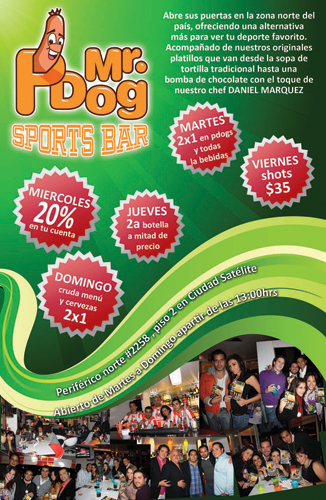 Abre sus puertas en la zona norte del
país, ofreciendo una alternativa
más para ver tu deporte favorito.
Acompañado de nuestros originales
platillos que van desde la sopa de
tortilla tradicional hasta una
bomba de chocolate con el toque de
nuestro chef DANIEL MARQUEZ
Mr.
PDog
SPORTS BAR
MARTES
2x1 en pdogs
y todas
la bebidas
VIERNES
shots
$35
MIERCOLES
20%
en tu cuenta
JUEVES
2a botella
a mitad de
precio
DOMINGO
cruda menú
y cervezas
2x1
Periférico norte #2258 , piso 2 en Ciudad Satélite
Abierto de Martes a Domingo apartir de las 13:00hrs